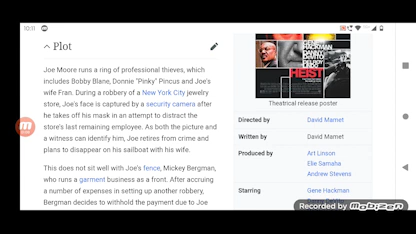 10:11
Plot
Joe Moore runs a ring of professional thieves, which
includes Bobby Blane, Donnie "Pinky" Pincus and Joe's
wife Fran. During a robbery of a New York City jewelry
store, Joe's face is captured by a security camera after
he takes off his mask in an attempt to distract the
store's last remaining employee. As both the picture and
a witness can identify him, Joe retires from crime and
plans to disappear on his sailboat with his wife.
This does not sit well with Joe's fence, Mickey Bergman,
who runs a garment business as a front. After accruing
a number of expenses in setting up another robbery,
Bergman decides to withhold the payment due to Joe
HACKMAN
DANNY
DEVITO
DELROY
LINDO
HEIST
Theatrical release poster
Directed by David Mamet
Written by David Mamet
Produced by Art Linson
Elie Samaha
Andrew Stevens
Starring Gene Hackman
Recorded by Mobizen